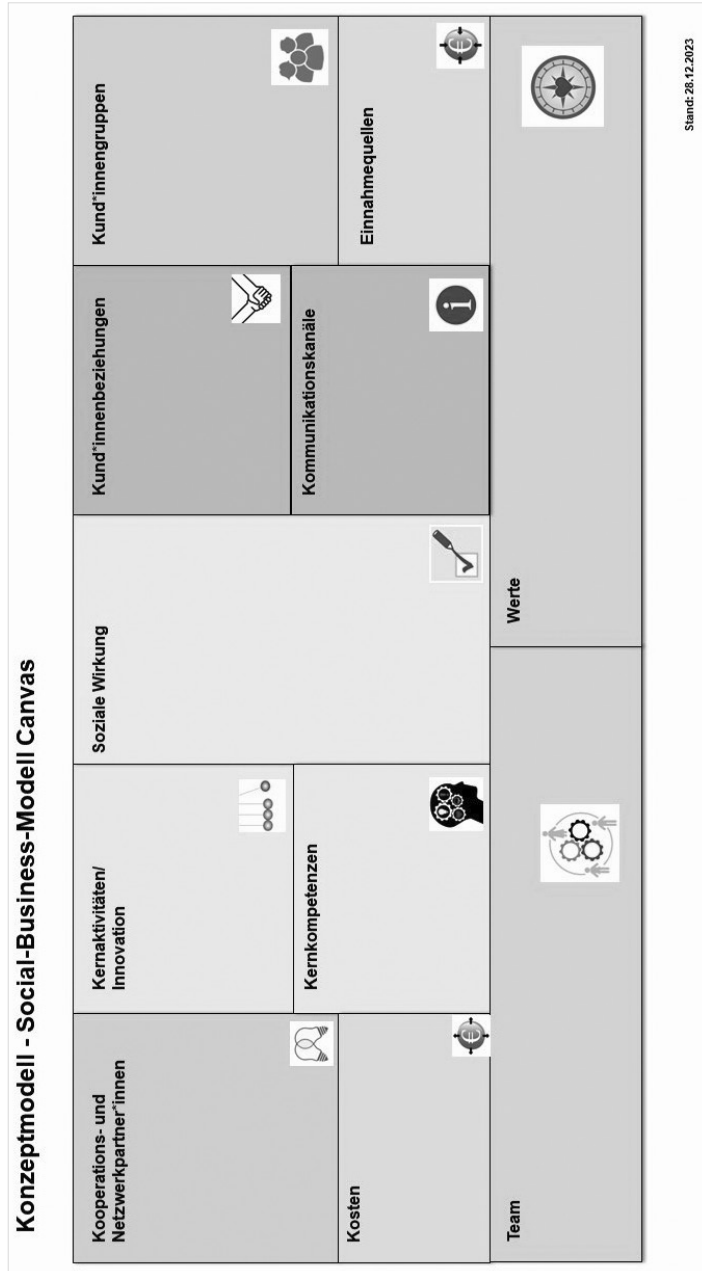 Konzeptmodell - Social-Business-Modell Canvas
Kooperations- und
Netzwerkpartner*innen
Kosten
Kernaktivitäten/
Innovation
Kernkompetenzen
Soziale Wirkung
Kund*innenbeziehungen
Kommunikationskanäle
Kund*innengruppen
Einnahmequellen
Team
Werte
Stand: 28.12.2023